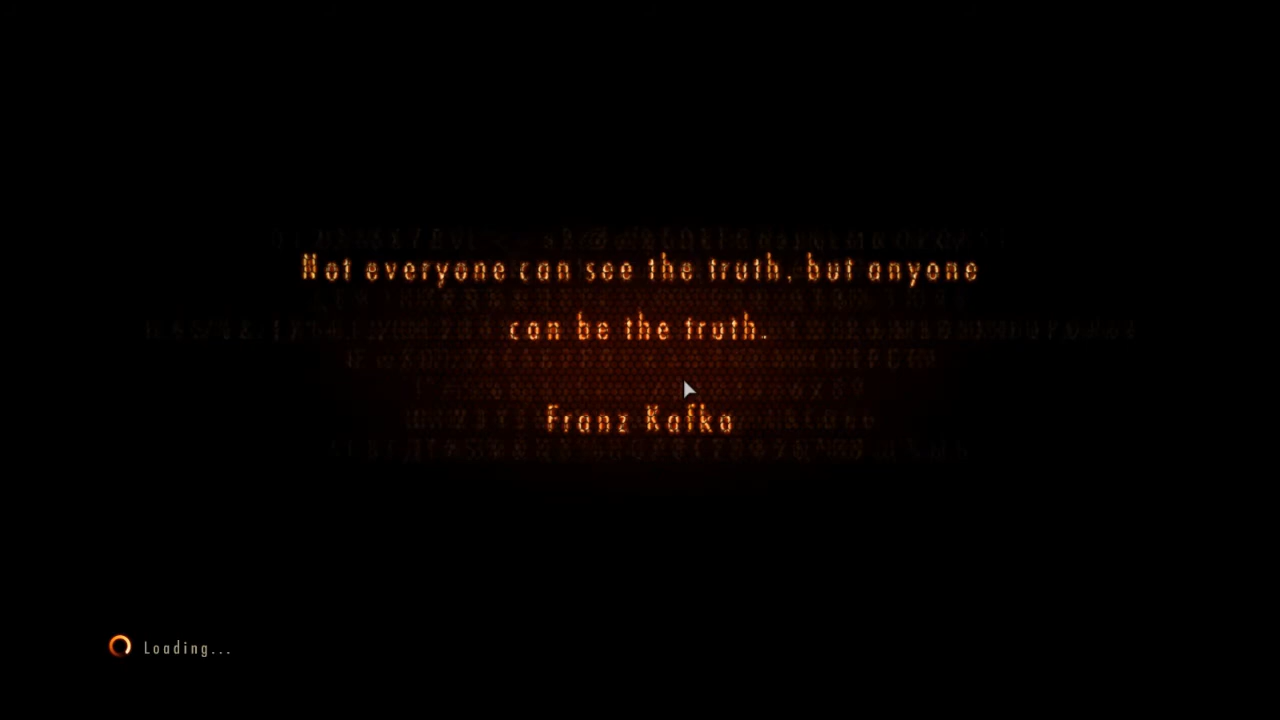 Not everyone can see the truth, but anyone
can be the truth.
Franz Kafka
Loading...